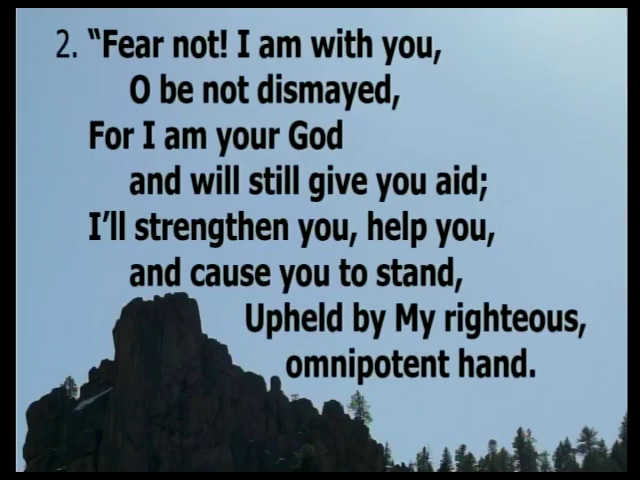 2. “Fear not! I am with you,
O be not dismayed,
For I am your God
and will still give you aid;
I’ll strengthen you, help you,
and cause you to stand,
Upheld by My righteous,
omnipotent hand.